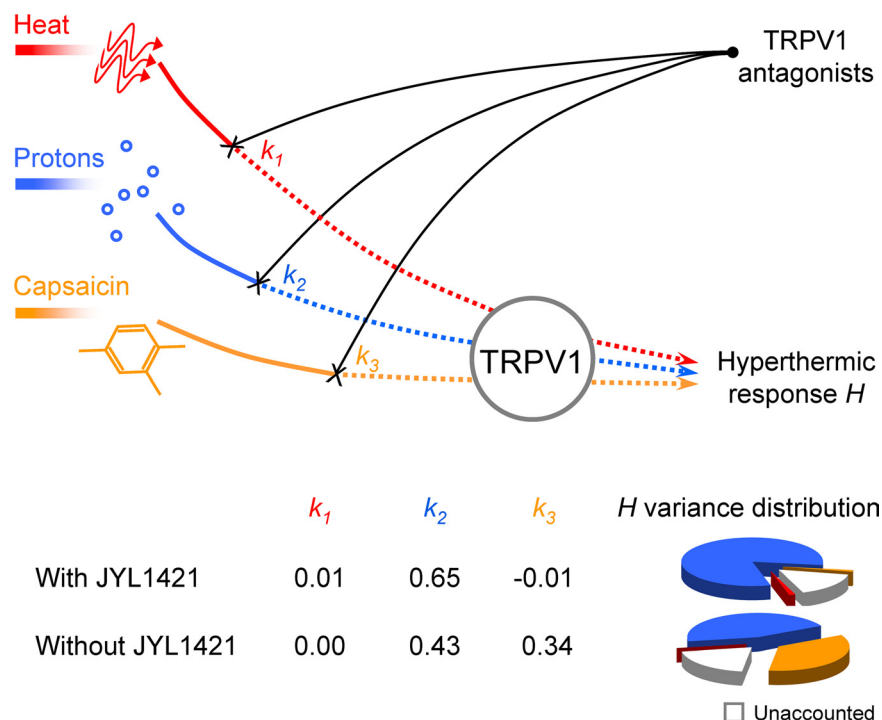 Heat
TRPV1
antagonists
k1
Protons
k2
Capsaicin
k3
TRPV1
Hyperthermic
response H
k1 k2 k3 H variance distribution
With JYL1421 0.01 0.65 -0.01
Without JYL1421 0.00 0.43 0.34
Unaccounted